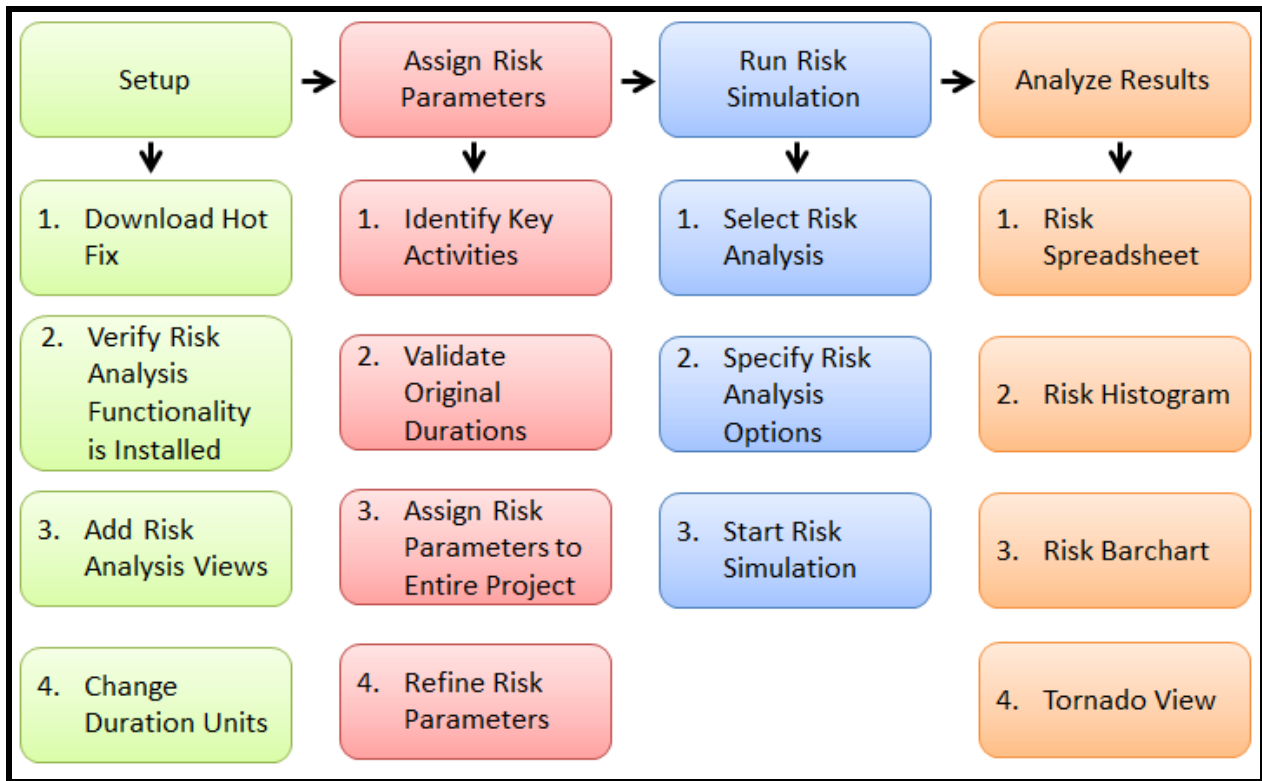 Setup
Assign Risk
Parameters
Run Risk
Simulation
Analyze Results
1. Download Hot
Fix
2. Verify Risk
Analysis
Functionality
is Installed
3. Add Risk
Analysis Views
4. Change
Duration Units
1. Identify Key
Activities
2. Validate
Original
Durations
3. Assign Risk
Parameters to
Entire Project
4. Refine Risk
Parameters
1. Select Risk
Analysis
2. Specify Risk
Analysis
Options
3. Start Risk
Simulation
1. Risk
Spreadsheet
2. Risk Histogram
3. Risk Barchart
4. Tornado View